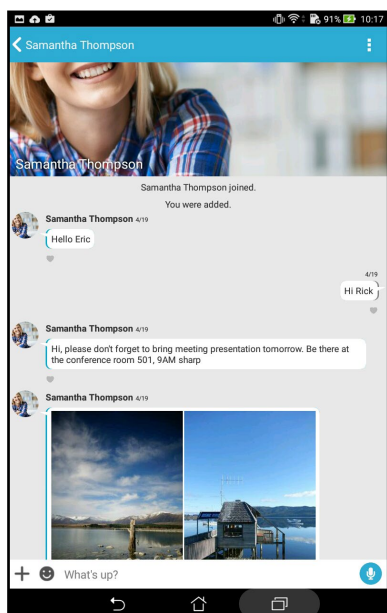 91% 10:17
Samantha Thompson
Samantha Thompson
Samantha Thompson joined.
You were added.
Samantha Thompson 4/19
Hello Eric
4/19
Hi Rick
Samantha Thompson 4/19
Hi, please don't forget to bring meeting presentation tomorrow. Be there at
the conference room 501, 9AM sharp
Samantha Thompson 4/19
What's up?